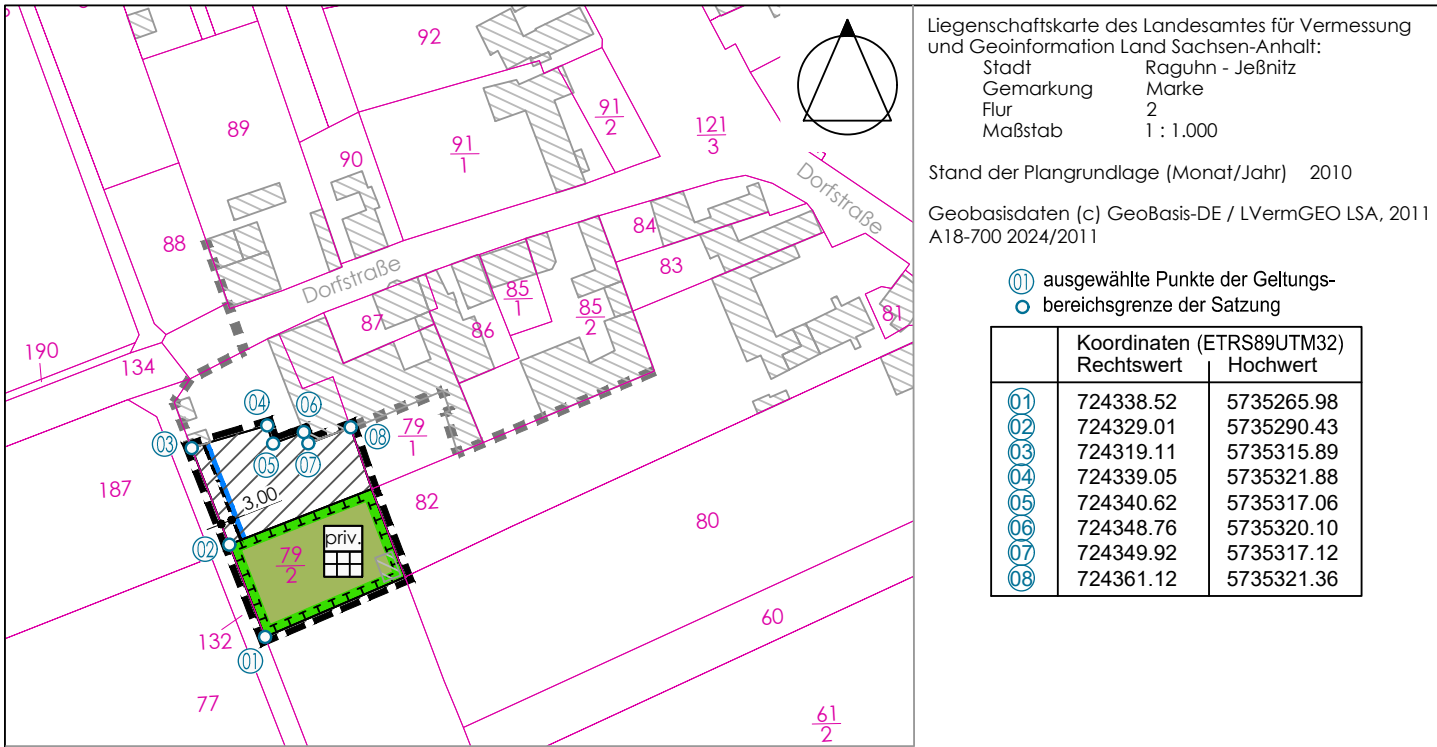 92
89
91
2
91
1
121
3
90
Dorfstraße
88
84
83
Dorfstraße
85
1
85
2
87
86
81
190
134
04
06
03
05
07
08
79
1
187
3,00
82
80
02
priv.
79
2
132
01
60
77
61
2
Liegenschaftskarte des Landesamtes für Vermessung
und Geoinformation Land Sachsen-Anhalt:
Stadt Raguhn - Jeßnitz
Gemarkung Marke
Flur 2
Maßstab 1 : 1.000
Stand der Plangrundlage (Monat/Jahr) 2010
Geobasisdaten (c) GeoBasis-DE / LVermGEO LSA, 2011
A18-700 2024/2011
01 ausgewählte Punkte der Geltungs-
bereichsgrenze der Satzung
Koordinaten (ETRS89UTM32)
Rechtswert Hochwert
01 724338.52 5735265.98
02 724329.01 5735290.43
03 724319.11 5735315.89
04 724339.05 5735321.88
05 724340.62 5735317.06
06 724348.76 5735320.10
07 724349.92 5735317.12
08 724361.12 5735321.36